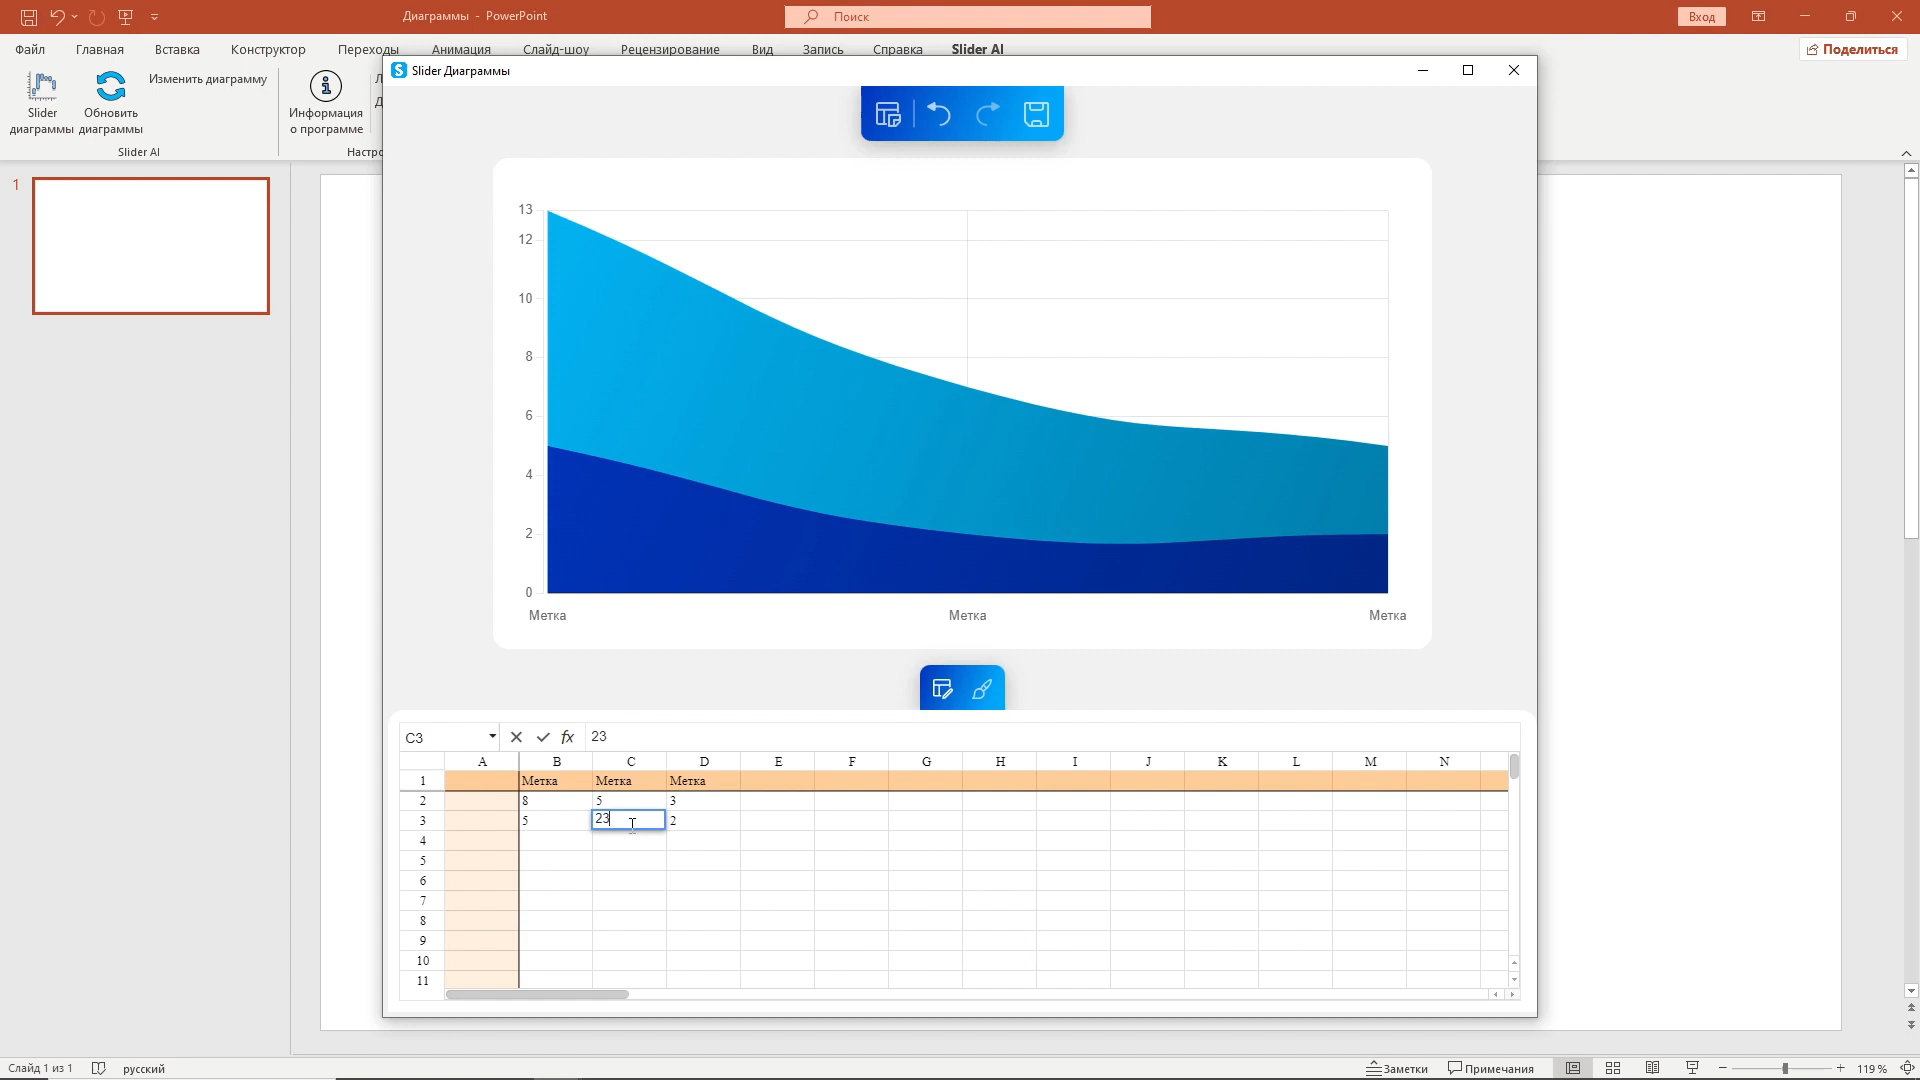 Диаграммы - PowerPoint
Поиск
Вход
Файл Главная Вставка Конструктор Переходы Анимация Слайд-шоу Рецензирование Вид Запись Справка Slider AI
Поделиться
Slider диаграммы
Обновить диаграммы
Изменить диаграмму
Slider AI
Информация о программе
Slider Диаграммы
1
13
12
10
8
6
4
2
0
Метка Метка Метка
C3 fx 23
A B C D E F G H I J K L M N
1 Метка Метка Метка
2 8 5 3
3 5 23 2
4
5
6
7
8
9
10
11
Слайд 1 из 1 русский Заметки Примечания 119 %